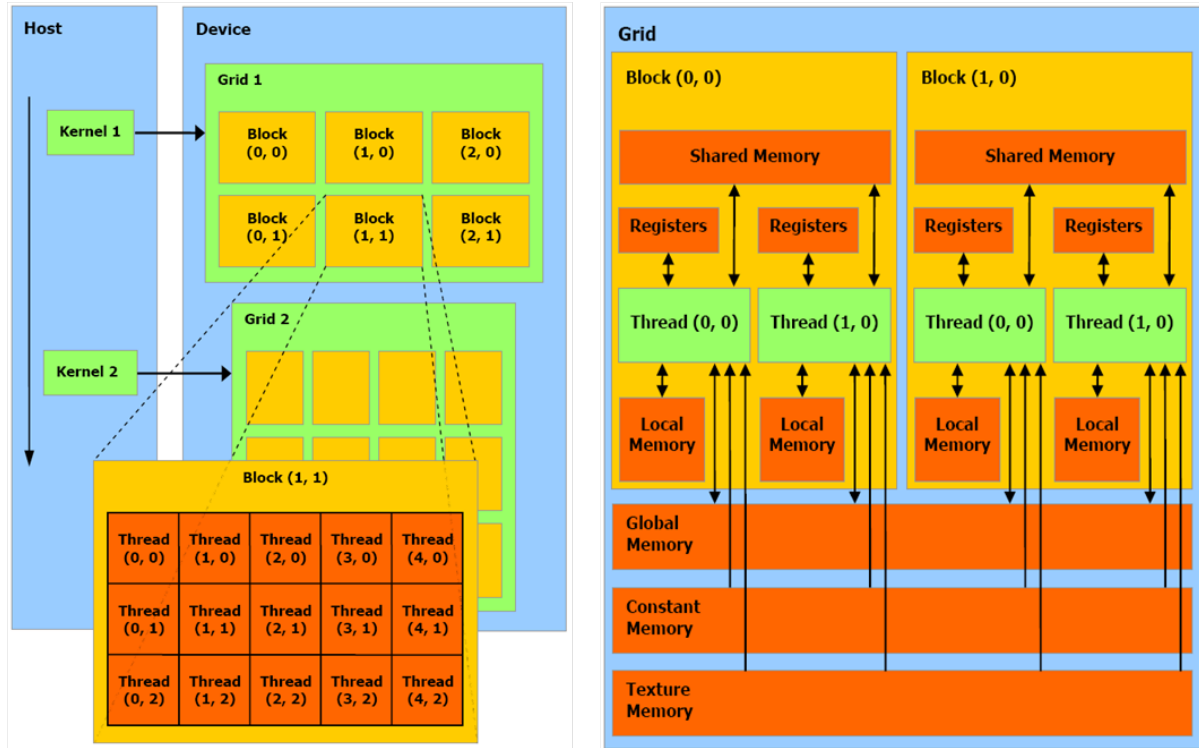 Host
Device
Grid 1
Kernel 1
Block
(0, 0)
Block
(1, 0)
Block
(2, 0)
Block
(0, 1)
Block
(1, 1)
Block
(2, 1)
Grid 2
Kernel 2
Block (1, 1)
Thread
(0, 0)
Thread
(1, 0)
Thread
(2, 0)
Thread
(3, 0)
Thread
(4, 0)
Thread
(0, 1)
Thread
(1, 1)
Thread
(2, 1)
Thread
(3, 1)
Thread
(4, 1)
Thread
(0, 2)
Thread
(1, 2)
Thread
(2, 2)
Thread
(3, 2)
Thread
(4, 2)
Grid
Block (0, 0)
Shared Memory
Registers
Registers
Thread (0, 0)
Thread (1, 0)
Local
Memory
Local
Memory
Block (1, 0)
Shared Memory
Registers
Registers
Thread (0, 0)
Thread (1, 0)
Local
Memory
Local
Memory
Global
Memory
Constant
Memory
Texture
Memory